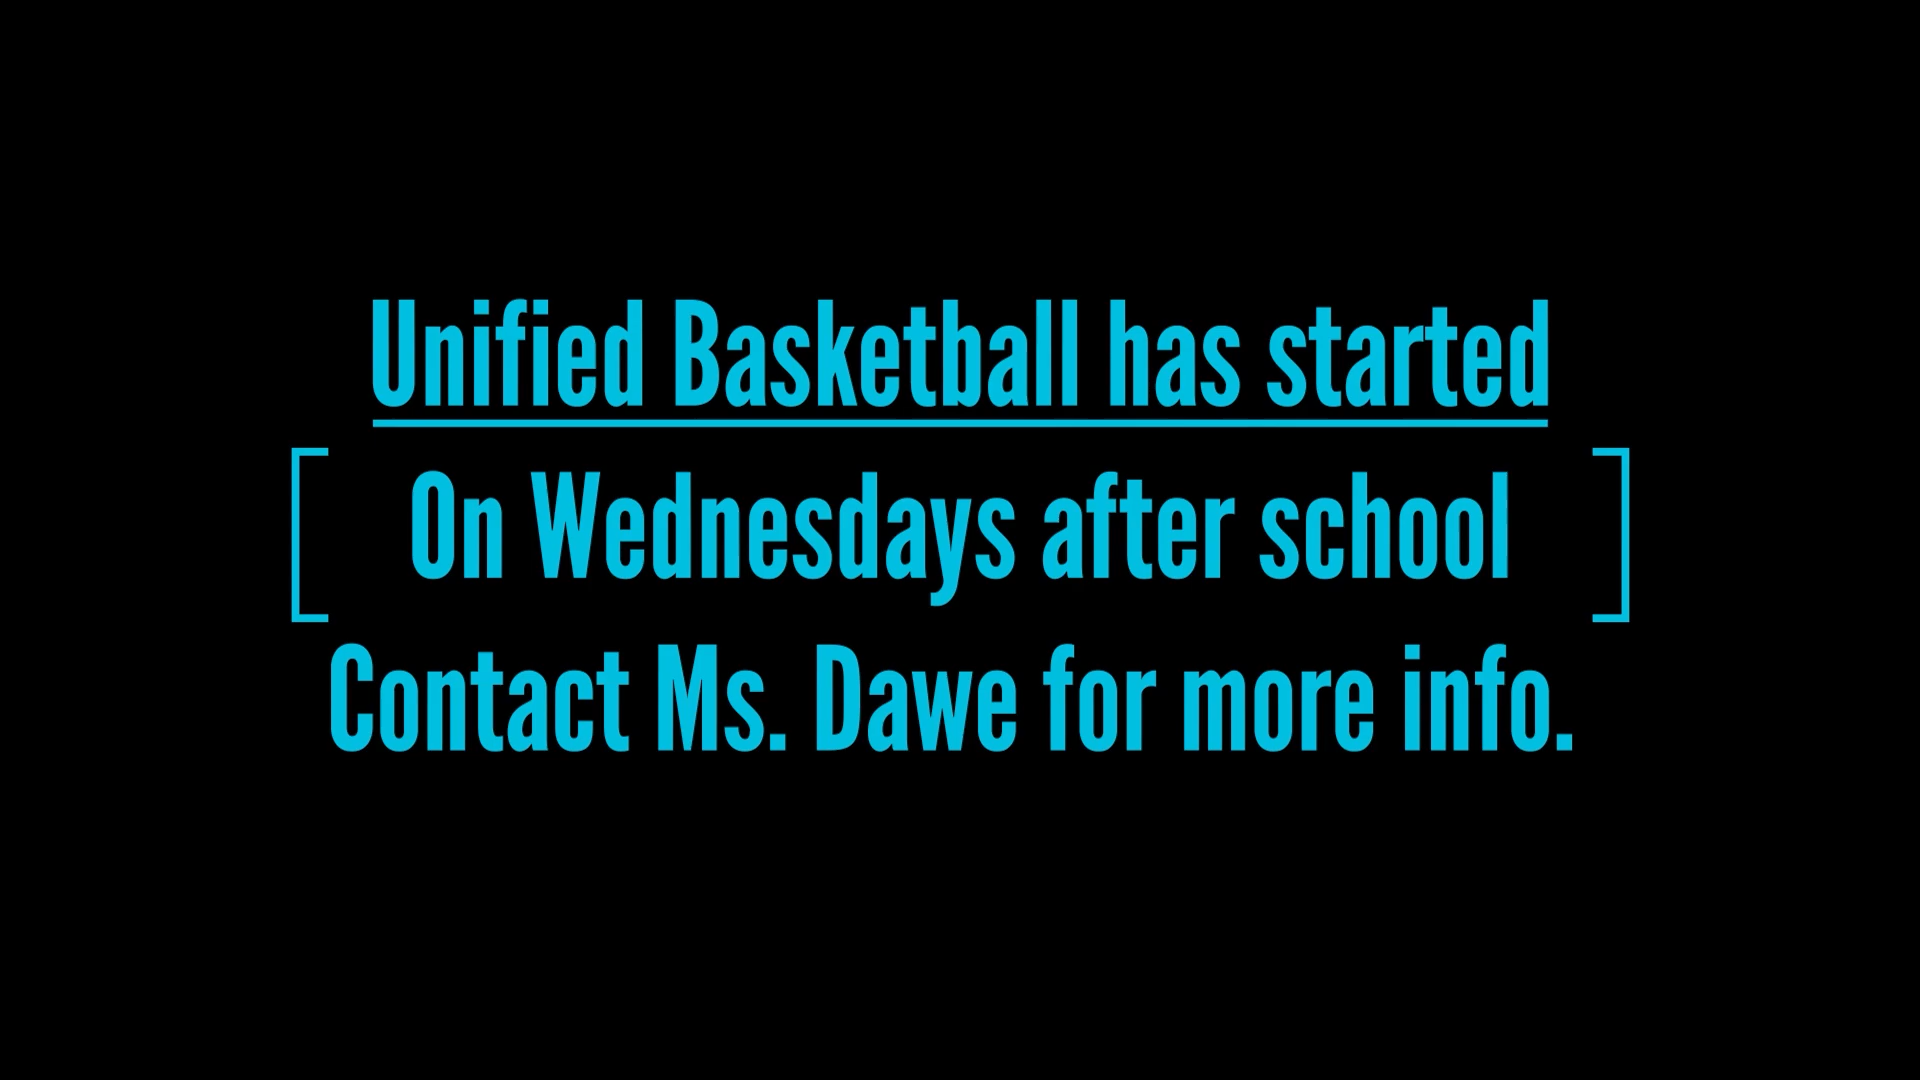 Unified Basketball has started
On Wednesdays after school
Contact Ms. Dawe for more info.